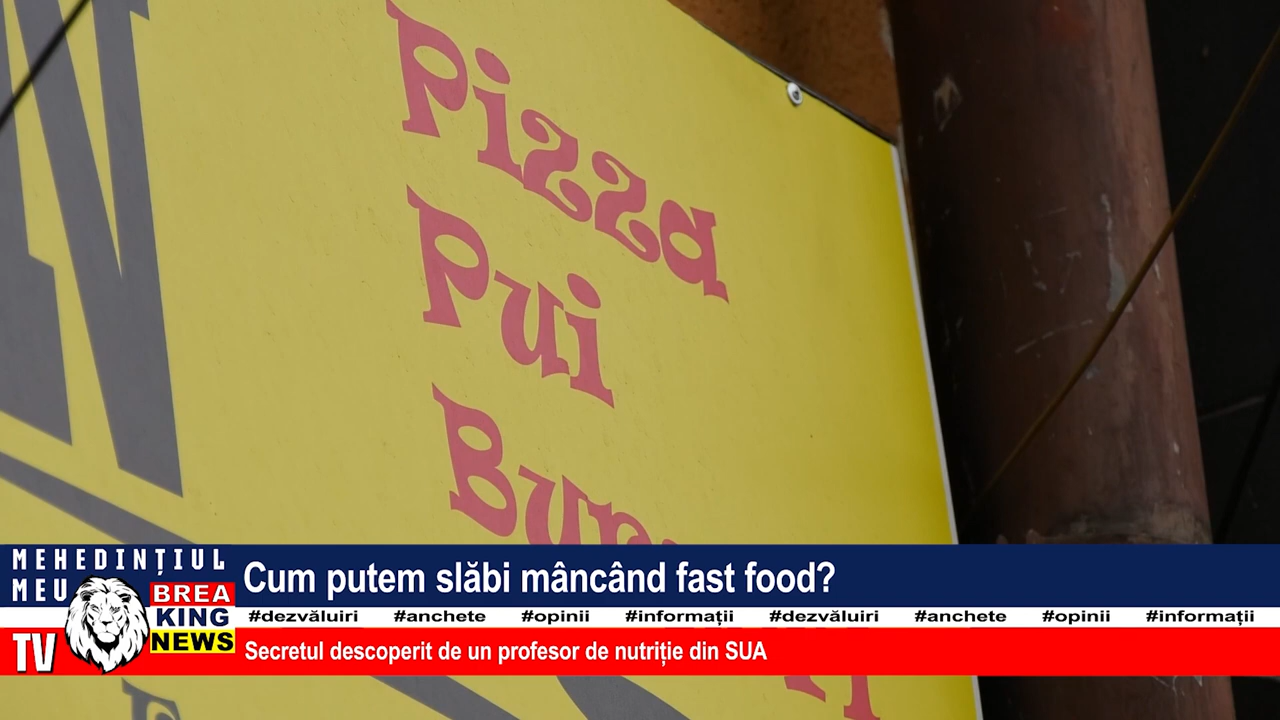 Pizza
Pui
MEHEDINȚIUL
MEU
TV
BREA
KING
NEWS
Cum putem slăbi mâncând fast food?
#dezvăluiri #anchete #opinii #informații #dezvăluiri #anchete #opinii #informații
Secretul descoperit de un profesor de nutriție din SUA